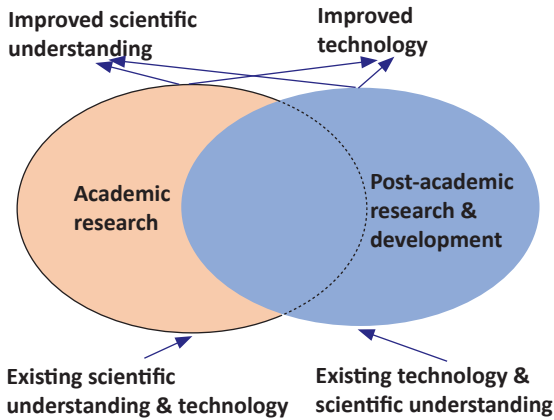 Improved scientific
understanding
Improved
technology
Academic
research
Post-academic
research &
development
Existing scientific
understanding & technology
Existing technology &
scientific understanding